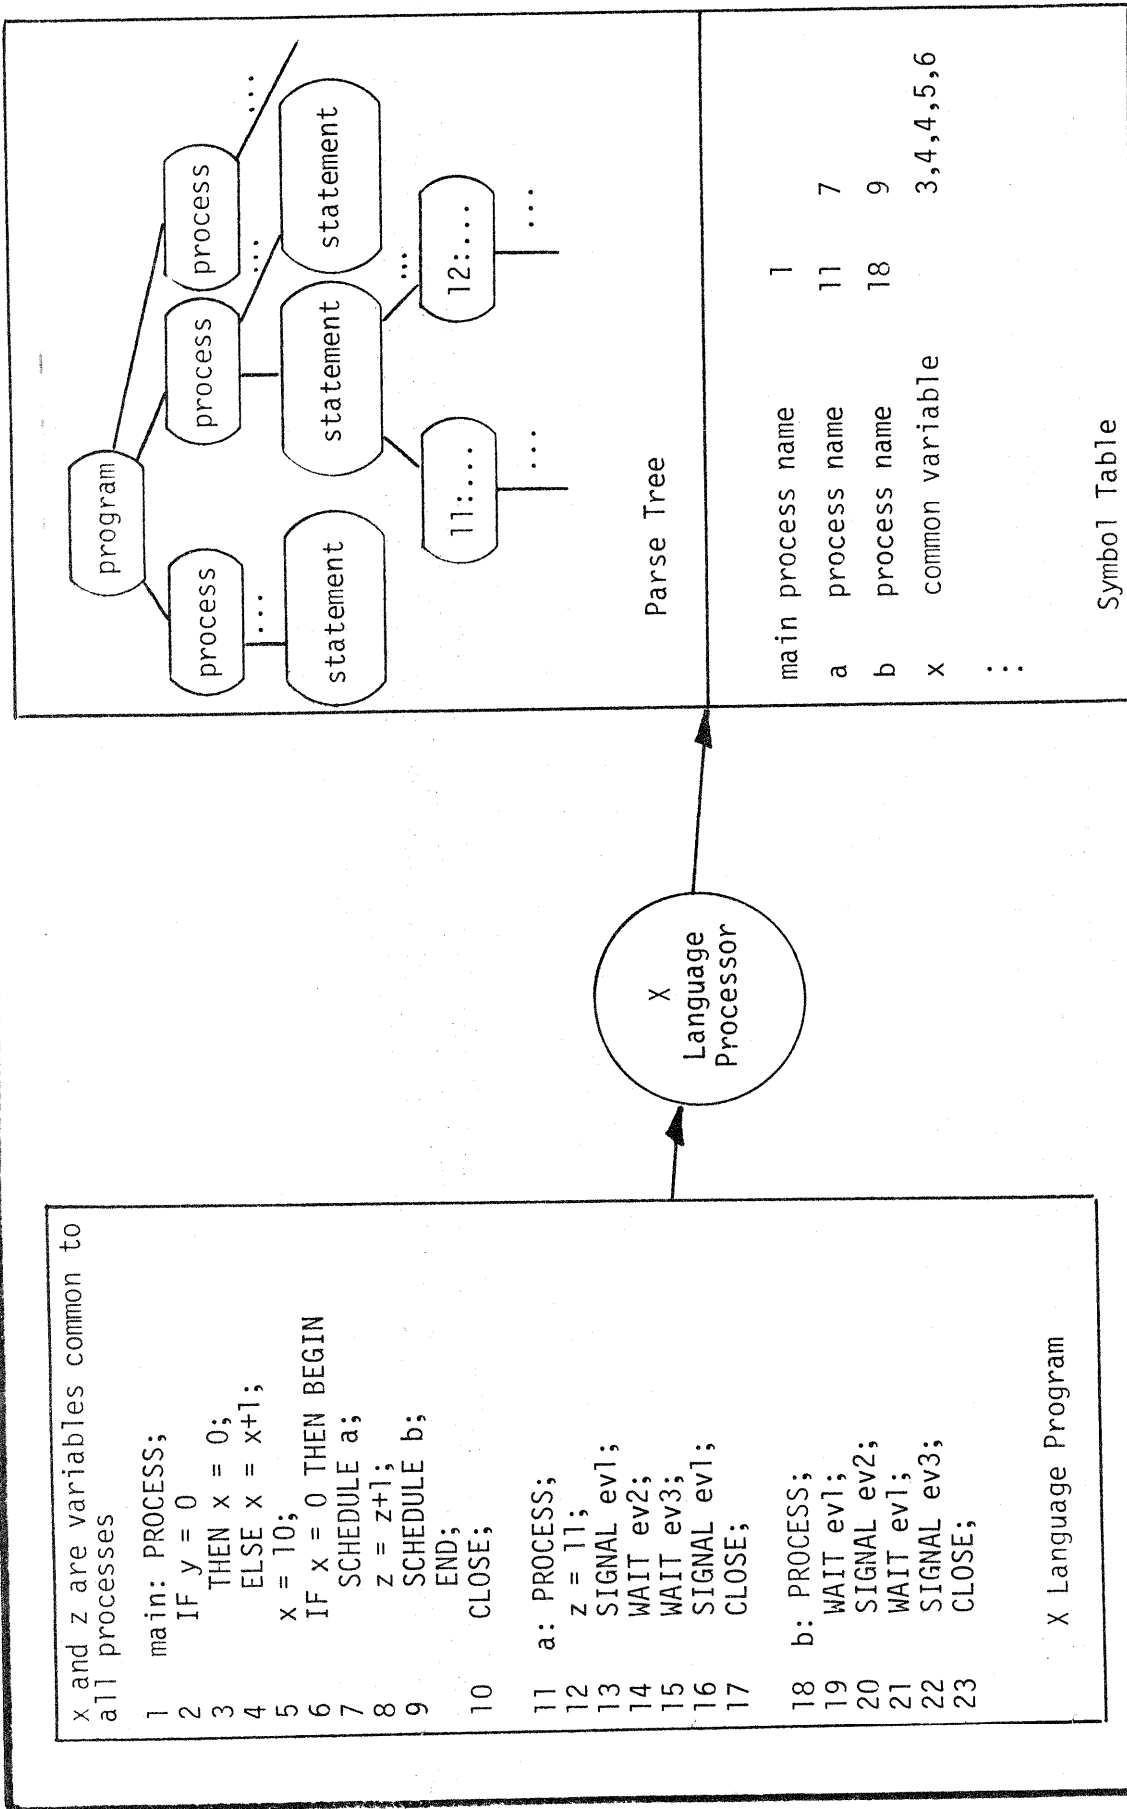 x and z are variables common to
all processes
1 main: PROCESS;
2 IF y = 0
3 THEN x = 0;
4 ELSE x = x+1;
5 x = 10;
6 IF x = 0 THEN BEGIN
7 SCHEDULE a;
8 z = z+1;
9 SCHEDULE b;
END;
10 CLOSE;
11 a: PROCESS;
12 z = 11;
13 SIGNAL ev1;
14 WAIT ev2;
15 WAIT ev3;
16 SIGNAL ev1;
17 CLOSE;
18 b: PROCESS;
19 WAIT ev1;
20 SIGNAL ev2;
21 WAIT ev1;
22 SIGNAL ev3;
23 CLOSE;
X Language Program
X
Language
Processor
program
process
process
process
...
...
...
statement
statement
statement
...
11:...
12:...
...
...
Parse Tree
main process name 1
a process name 11 7
b process name 18 9
x common variable 3,4,4,5,6
...
Symbol Table